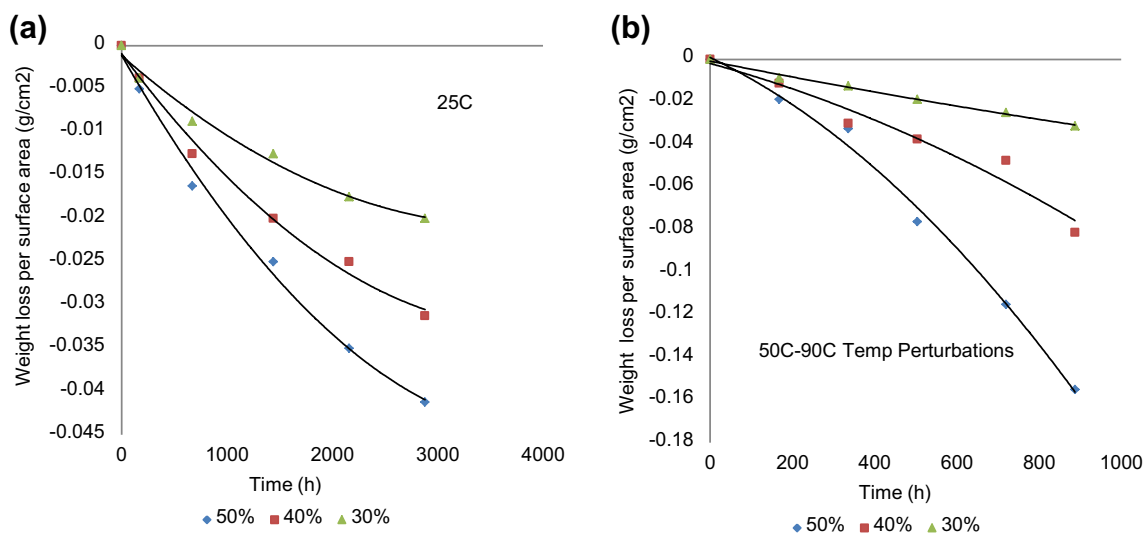 (a)
0
-0.005
-0.01
-0.015
-0.02
-0.025
-0.03
-0.035
-0.04
-0.045
Weight loss per surface area (g/cm2)
25C
0 1000 2000 3000 4000
Time (h)
50% 40% 30%
(b)
0
-0.02
-0.04
-0.06
-0.08
-0.1
-0.12
-0.14
-0.16
-0.18
Weight loss per surface area (g/cm2)
50C-90C Temp Perturbations
0 200 400 600 800 1000
Time (h)
50% 40% 30%